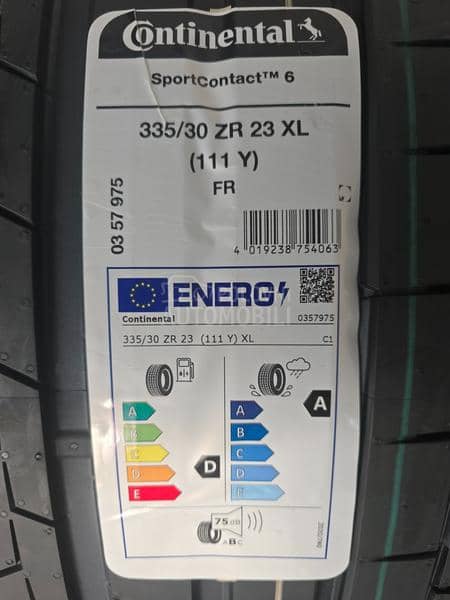 Continental
SportContact™ 6
335/30 ZR 23 XL
(111 Y)
FR
03 57 975
4 019238 754063
ENERG
AUTOMOBILI
Continental 0357975
335/30 ZR 23 (111 Y) XL C1
A A A
B B
C C
D D D
E E
75 dB
A B C